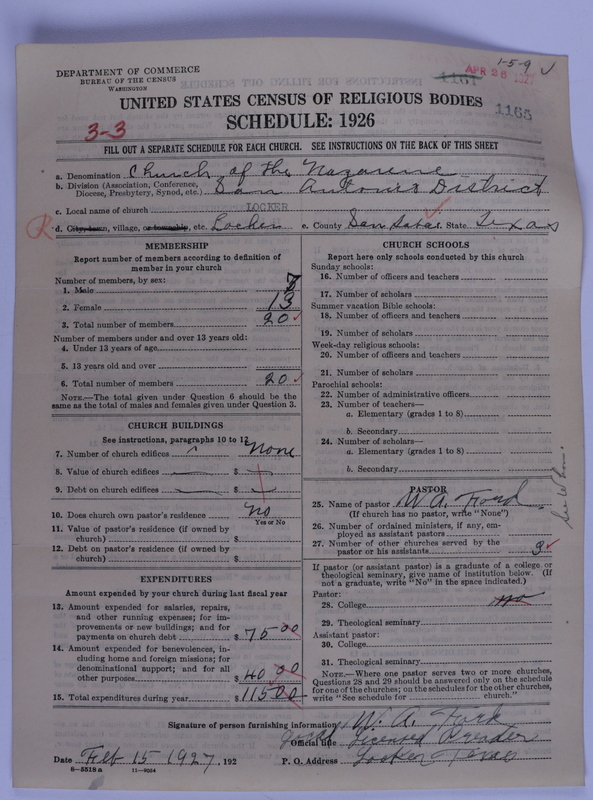 1-5-9 ✓
DEPARTMENT OF COMMERCE
BUREAU OF THE CENSUS
WASHINGTON
1161 APR 28 1927
UNITED STATES CENSUS OF RELIGIOUS BODIES
SCHEDULE: 1926
1165
3-3
FILL OUT A SEPARATE SCHEDULE FOR EACH CHURCH. SEE INSTRUCTIONS ON THE BACK OF THIS SHEET
a. Denomination Church of the Nazarene
b. Division (Association, Conference, Diocese, Presbytery, Synod, etc.) San Antonio District
c. Local name of church LOCKER
d. City, town, village, or township, etc. Locker e. County San Saba f. State Texas
MEMBERSHIP
Report number of members according to definition of
member in your church
Number of members, by sex:
1. Male 7
2. Female 13
3. Total number of members 20 ✓
Number of members under and over 13 years old:
4. Under 13 years of age
5. 13 years old and over
6. Total number of members 20 ✓
NOTE.—The total given under Question 6 should be
same as the total of males and females given under Question 3.
CHURCH BUILDINGS
See instructions, paragraphs 10 to 12
7. Number of church edifices None
8. Value of church edifices $
9. Debt on church edifices $
10. Does church own pastor's residence No
Yes or No
11. Value of pastor's residence (if owned by
church) $
12. Debt on pastor's residence (if owned by
church) $
EXPENDITURES
Amount expended by your church during last fiscal year
13. Amount expended for salaries, repairs,
and other running expenses; for im-
provements or new buildings; and for
payments on church debt $ 75 00
14. Amount expended for benevolences, in-
cluding home and foreign missions; for
denominational support; and for all
other purposes $ 40 00
15. Total expenditures during year $ 115 00
CHURCH SCHOOLS
Report here only schools conducted by this church
Sunday schools:
16. Number of officers and teachers
17. Number of scholars
Summer vacation Bible schools:
18. Number of officers and teachers
19. Number of scholars
Week-day religious schools:
20. Number of officers and teachers
21. Number of scholars
Parochial schools:
22. Number of administrative officers
23. Number of teachers—
a. Elementary (grades 1 to 8)
b. Secondary
24. Number of scholars—
a. Elementary (grades 1 to 8)
b. Secondary
PASTOR
25. Name of pastor W. A. Foard
(If church has no pastor, write "None")
26. Number of ordained ministers, if any, em-
ployed as assistant pastors
27. Number of other churches served by the
pastor or his assistants 3 ✓
If pastor (or assistant pastor) is a graduate of a college or
theological seminary, give name of institution below. (If
not a graduate, write "No" in the space indicated.)
Pastor:
28. College no
29. Theological seminary
Assistant pastor:
30. College
31. Theological seminary
NOTE.—Where one pastor serves two or more churches,
Questions 28 and 29 should be answered only on the schedule
for one of the churches; on the schedules for the other churches,
write "See schedule for church."
Signature of person furnishing information W. A.
Official title Licensed Preacher
Date Feb 15 1927, 192 P. O. Address Locker Texas
8-5518 a 11-9024